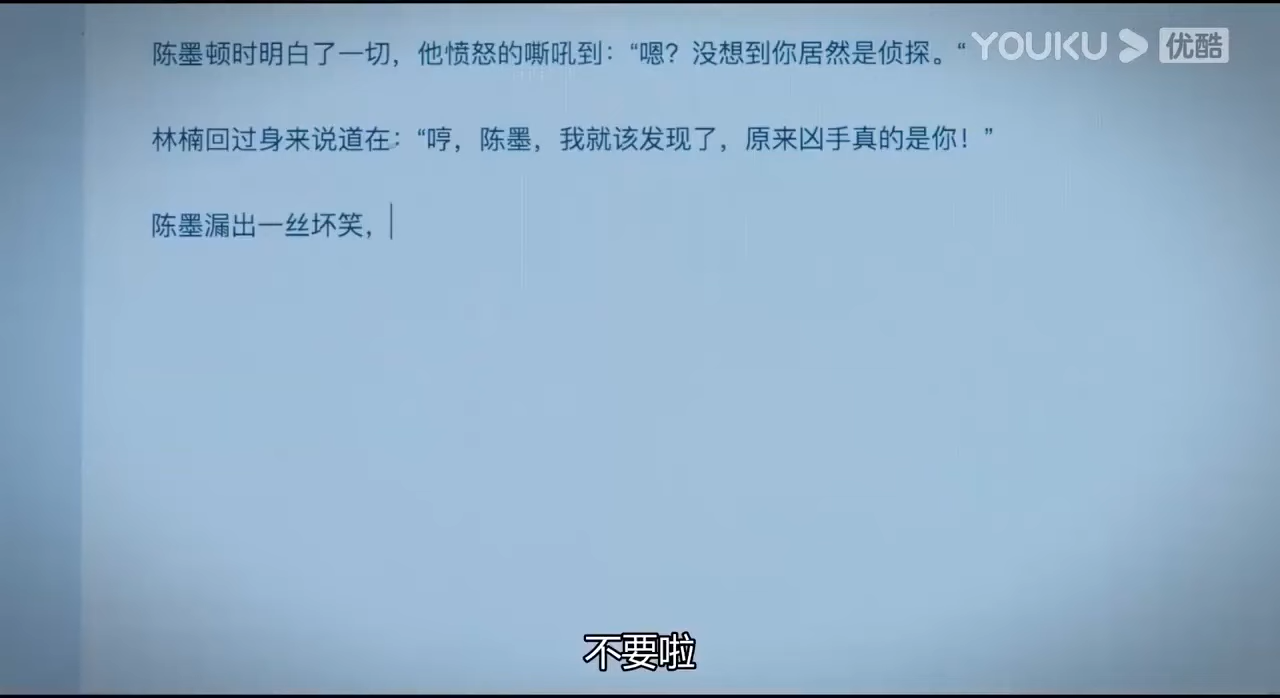 陈墨顿时明白了一切，他愤怒的嘶吼到：“嗯？没想到你居然是侦探。“
YOUKU 优酷
林楠回过身来说道在：“哼，陈墨，我就该发现了，原来凶手真的是你！”
陈墨漏出一丝坏笑，
不要啦